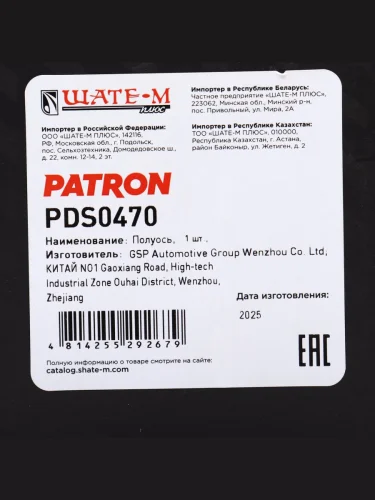 ШАТЕ-М
ПЛЮС
Импортер в Российской Федерации:
ООО «ШАТЕ-М ПЛЮС», 142116,
РФ, Московская обл., г. Подольск,
пос. Сельхозтехника, Домодедовское ш.,
д. 22, комн. 12-14, 2 эт.
Импортер в Республике Беларусь:
Частное предприятие «ШАТЕ-М ПЛЮС»,
223062, Минская обл., Минский р-н,
пос. Привольный, ул. Мира, 2А
Импортер в Республике Казахстан:
ТОО «ШАТЕ-М ПЛЮС», 010000,
Республика Казахстан, г. Астана,
район Байконыр, ул. Жетиген, д. 2
PATRON
PDS0470
Наименование: Полуось, 1 шт.
Изготовитель: GSP Automotive Group Wenzhou Co. Ltd,
КИТАЙ NO1 Gaoxiang Road, High-tech
Industrial Zone Ouhai District, Wenzhou,
Zhejiang
Дата изготовления:
2025
4 814255 292679
EAC
Полную информацию о товаре смотрите на сайте:
catalog.shate-m.com